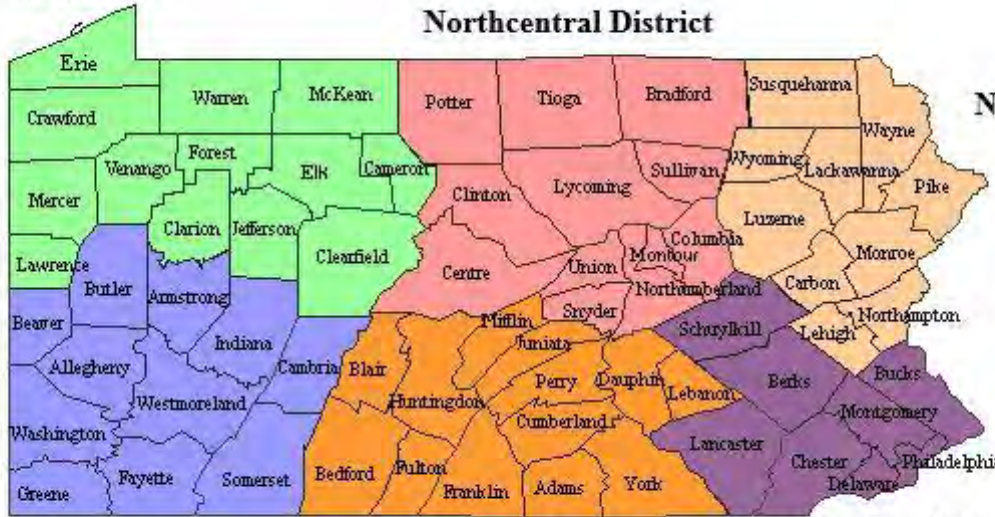 Northcentral District
N
Erie
Warren
McKean
Potter
Tioga
Bradford
Susquehanna
Crawford
Wayne
Venango
Forest
Elk
Cameron
Sullivan
Wyoming
Lackawanna
Mercer
Clinton
Lycoming
Pike
Clarion
Jefferson
Luzerne
Clearfield
Columbia
Lawrence
Centre
Union
Montour
Monroe
Butler
Armstrong
Carbon
Northumberland
Snyder
Northampton
Beaver
Indiana
Mifflin
Schuylkill
Lehigh
Juniata
Allegheny
Cambria
Blair
Perry
Dauphin
Berks
Bucks
Lebanon
Westmoreland
Huntingdon
Montgomery
Washington
Cumberland
Lancaster
Philadelphi
Chester
Delaware
Greene
Fayette
Somerset
Bedford
Fulton
Franklin
Adams
York